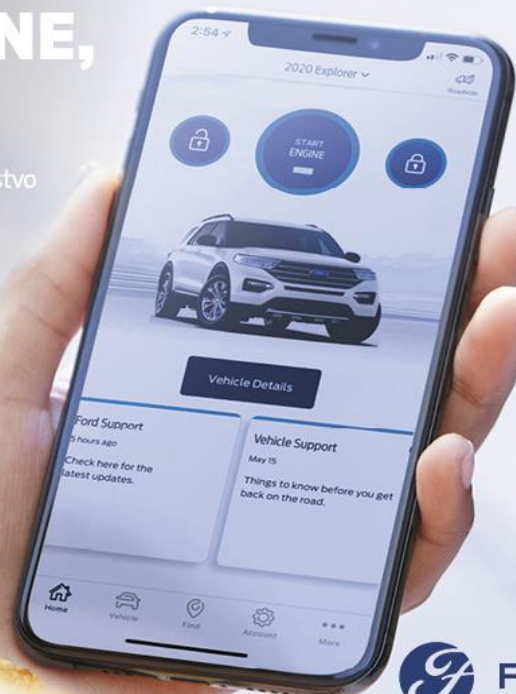 NE,
stvo
2:54
2020 Explorer
Roadside
START
ENGINE
Vehicle Details
Ford Support
5 hours ago
Check here for the
latest updates.
Vehicle Support
May 15
Things to know before you get
back on the road.
Home
Vehicle
Find
Account
More
F